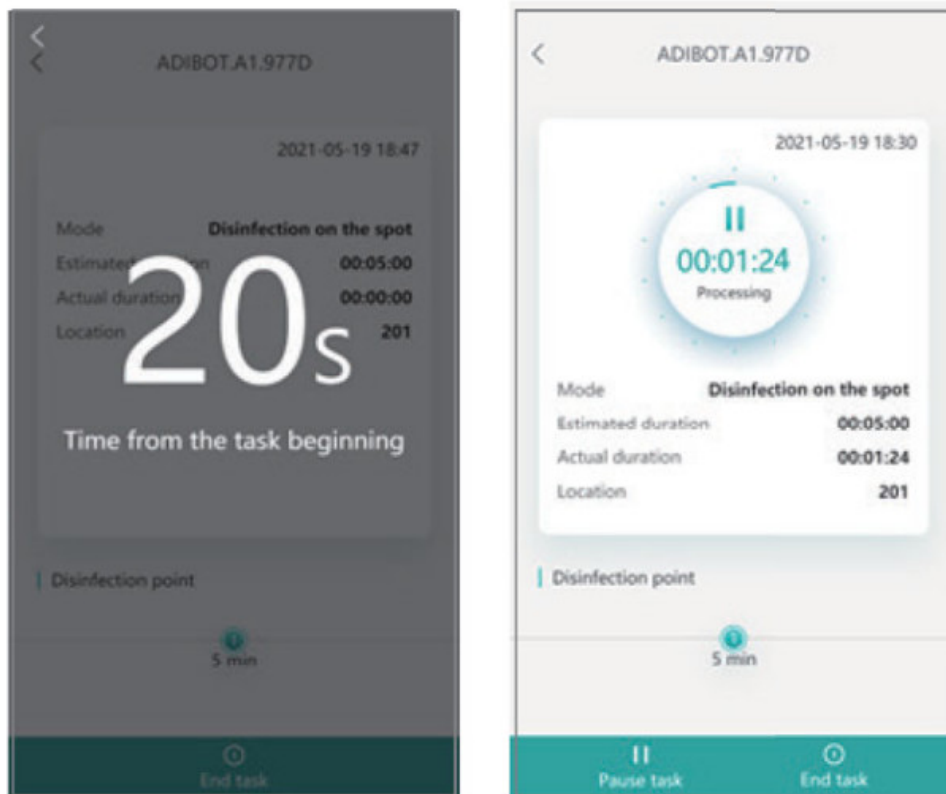 ADIBOT.A1.977D
2021-05-19 18:47
Mode Disinfection on the spot
Estimated 00:05:00
Actual duration 00:00:00
Location 201
20s
Time from the task beginning
Disinfection point
5 min
End task
ADIBOT.A1.977D
2021-05-19 18:30
00:01:24
Processing
Mode Disinfection on the spot
Estimated duration 00:05:00
Actual duration 00:01:24
Location 201
Disinfection point
5 min
Pause task End task